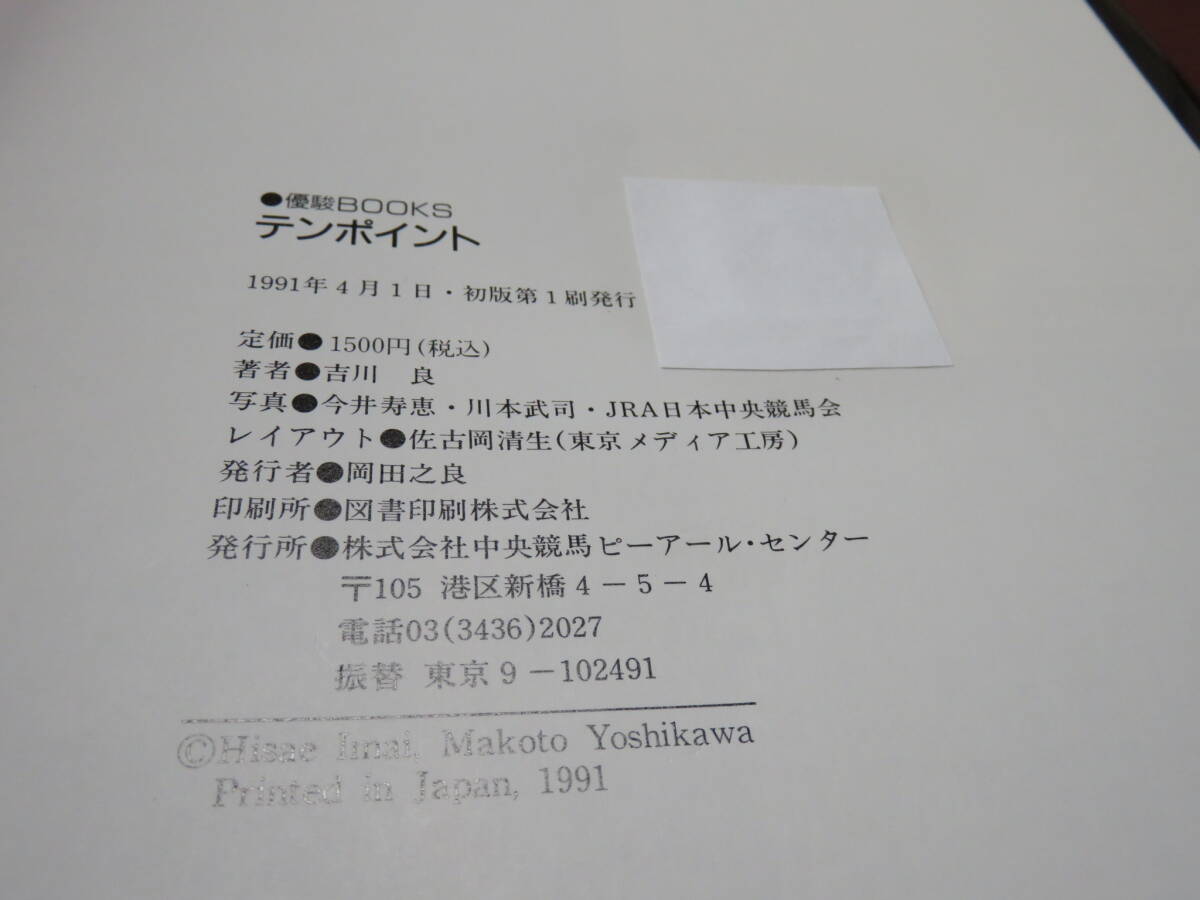 ●優駿BOOKS
テンポイント
1991年4月1日・初版第1刷発行
定価●1500円(税込)
著者●吉川 良
写真●今井寿恵・川本武司・JRA日本中央競馬会
レイアウト●佐古岡清生(東京メディア工房)
発行者●岡田之良
印刷所●図書印刷株式会社
発行所●株式会社中央競馬ピーアール・センター
〒105 港区新橋4-5-4
電話03(3436)2027
振替 東京9-102491
©Hisae Imai, Makoto Yoshikawa
Printed in Japan, 1991